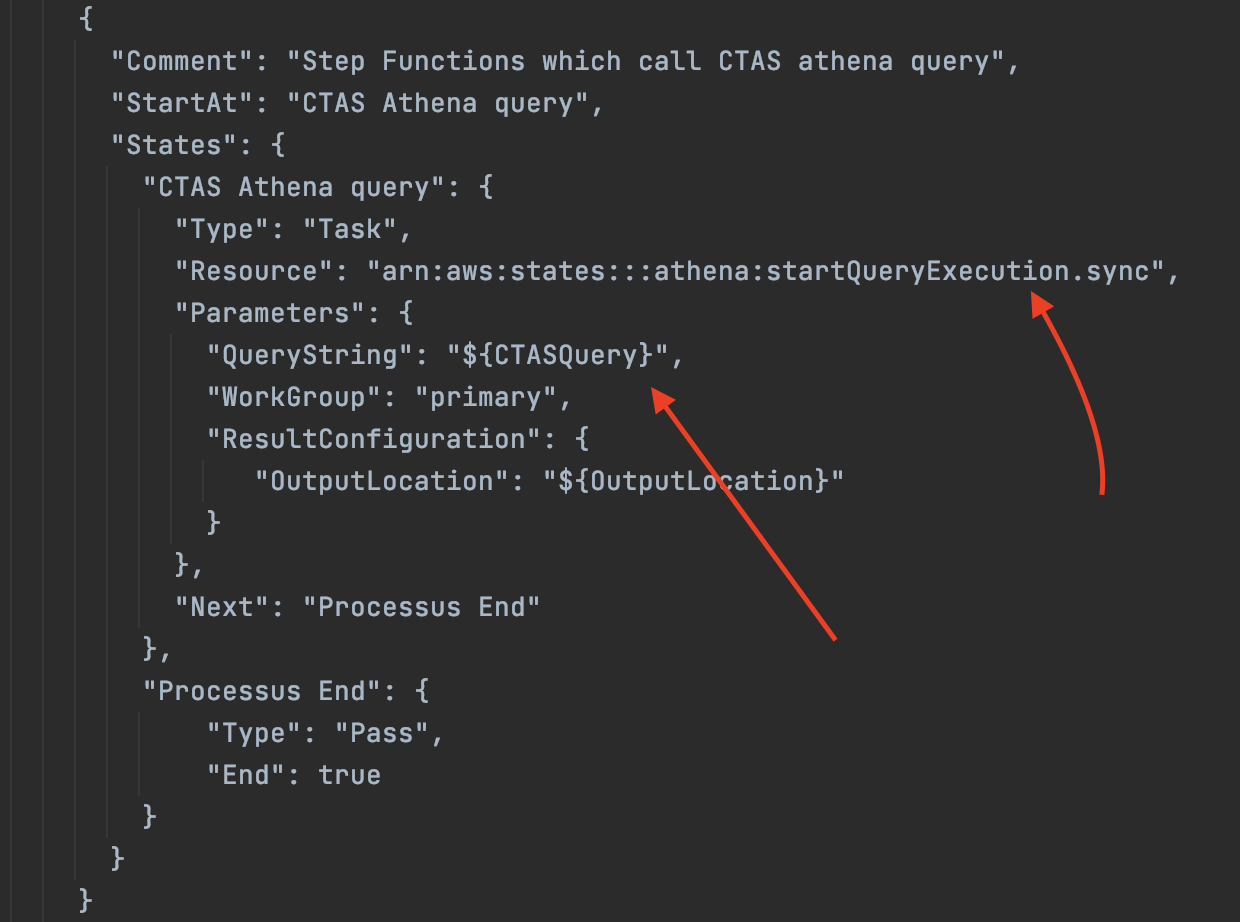 {
"Comment": "Step Functions which call CTAS athena query",
"StartAt": "CTAS Athena query",
"States": {
"CTAS Athena query": {
"Type": "Task",
"Resource": "arn:aws:states:::athena:startQueryExecution.sync",
"Parameters": {
"QueryString": "${CTASQuery}",
"WorkGroup": "primary",
"ResultConfiguration": {
"OutputLocation": "${OutputLocation}"
}
},
"Next": "Processus End"
},
"Processus End": {
"Type": "Pass",
"End": true
}
}
}